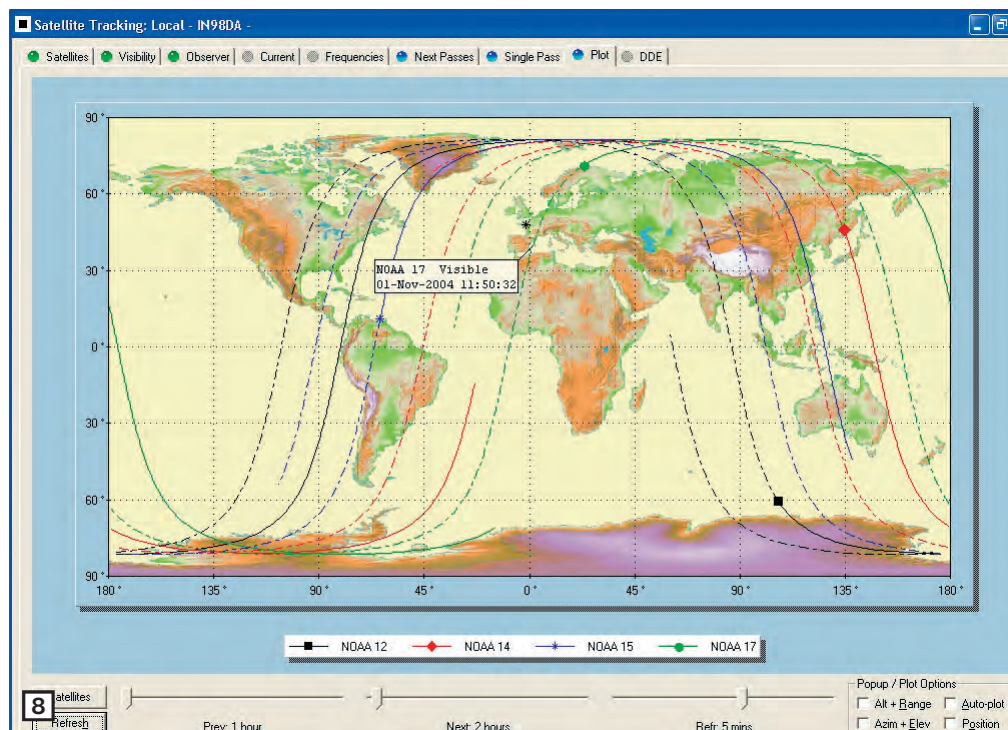 Satellite Tracking: Local - IN98DA -
Satellites Visibility Observer Current Frequencies Next Passes Single Pass Plot DDE
90 °
60 °
30 °
0 °
30 °
60 °
90 °
NOAA 17 Visible
01-Nov-2004 11:50:32
180 ° 135 ° 90 ° 45 ° 0 ° 45 ° 90 ° 135 ° 180 °
NOAA 12 NOAA 14 NOAA 15 NOAA 17
8
atellites
Refresh
Prev: 1 hour
Next: 2 hours
Refr: 5 mins
Popup / Plot Options
Alt + Range Auto-plot
Azim + Elev Position